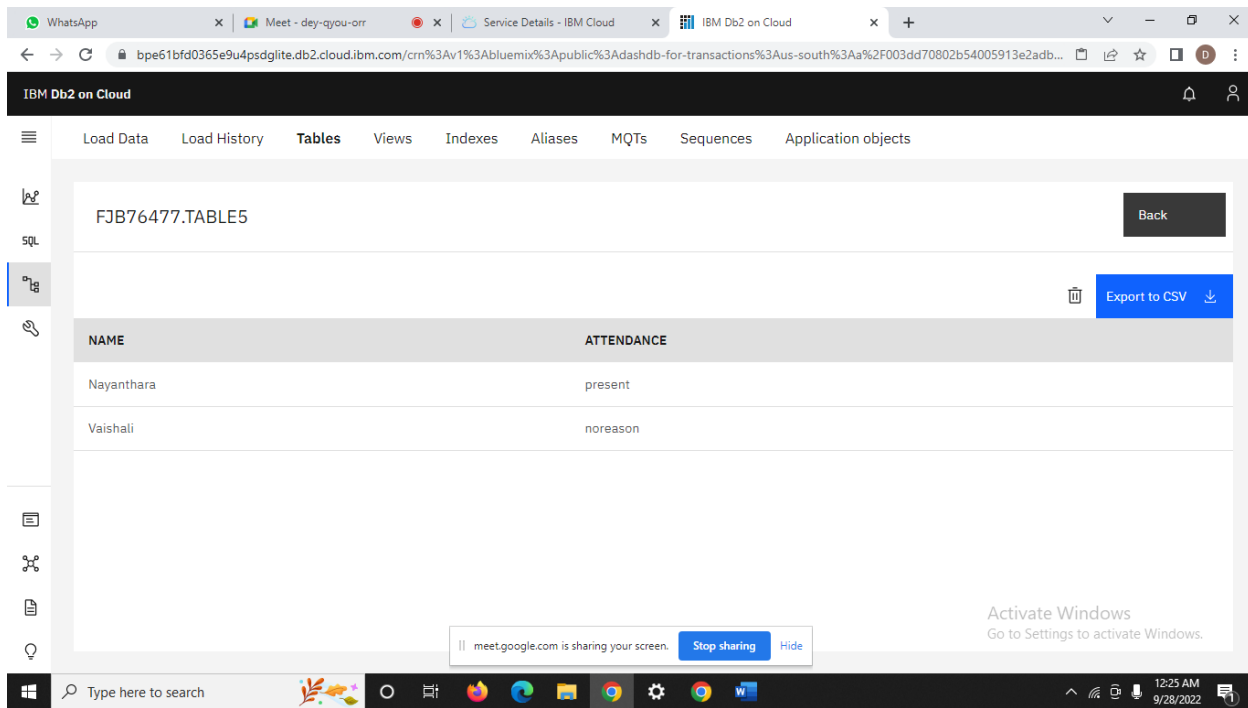 WhatsApp
Meet - dey-qyou-orr
Service Details - IBM Cloud
IBM Db2 on Cloud
bpe61bfd0365e9u4psdglite.db2.cloud.ibm.com/crn%3Av1%3Abluemix%3Apublic%3Adashdb-for-transactions%3Aus-south%3Aa%2F003dd70802b54005913e2adb...
D
IBM Db2 on Cloud
Load Data Load History Tables Views Indexes Aliases MQTs Sequences Application objects
FJB76477.TABLE5
Back
SQL
Export to CSV
NAME ATTENDANCE
Nayanthara present
Vaishali noreason
Activate Windows
Go to Settings to activate Windows.
meet.google.com is sharing your screen. Stop sharing Hide
Type here to search
W
12:25 AM
9/28/2022
1